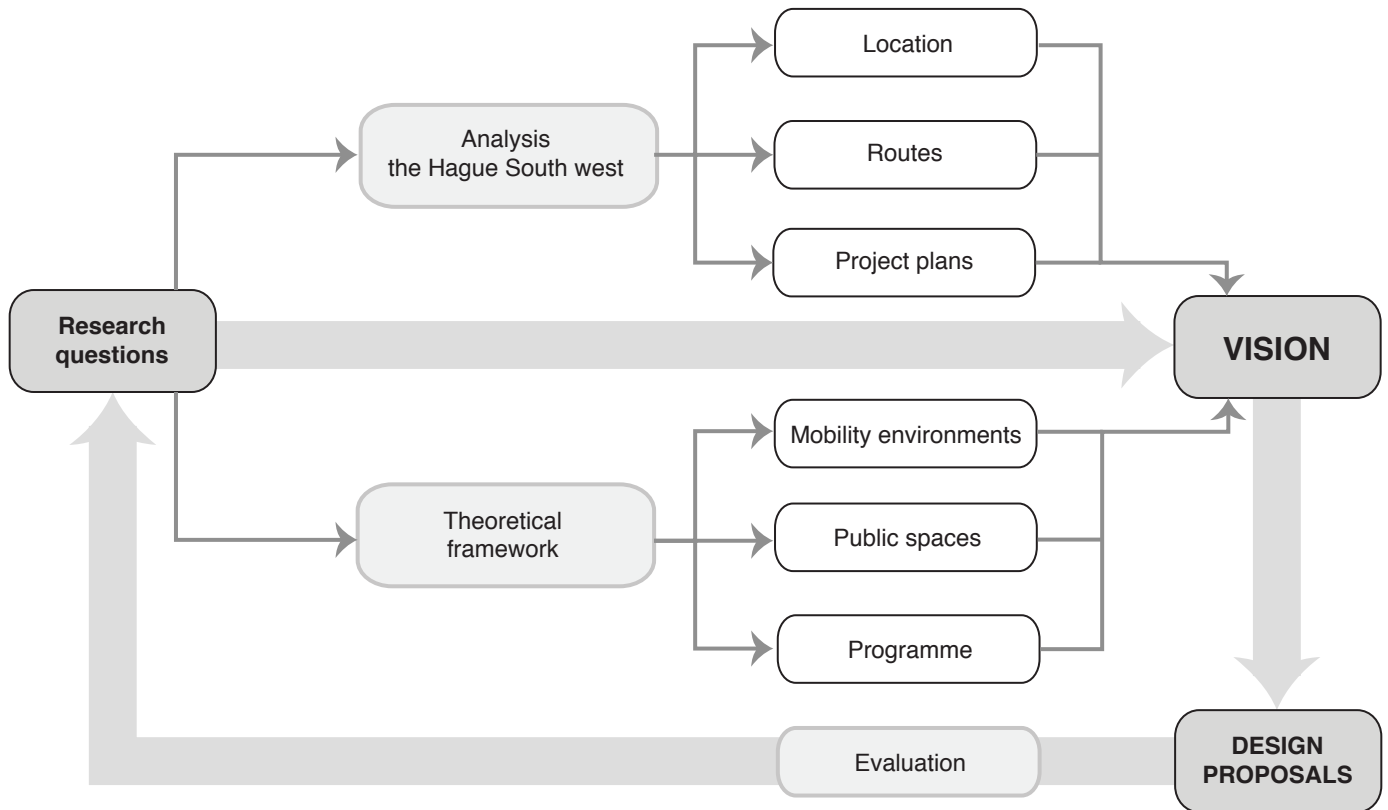 Location
Analysis
the Hague South west
Routes
Project plans
Research
questions
VISION
Mobility environments
Theoretical
framework
Public spaces
Programme
Evaluation
DESIGN
PROPOSALS